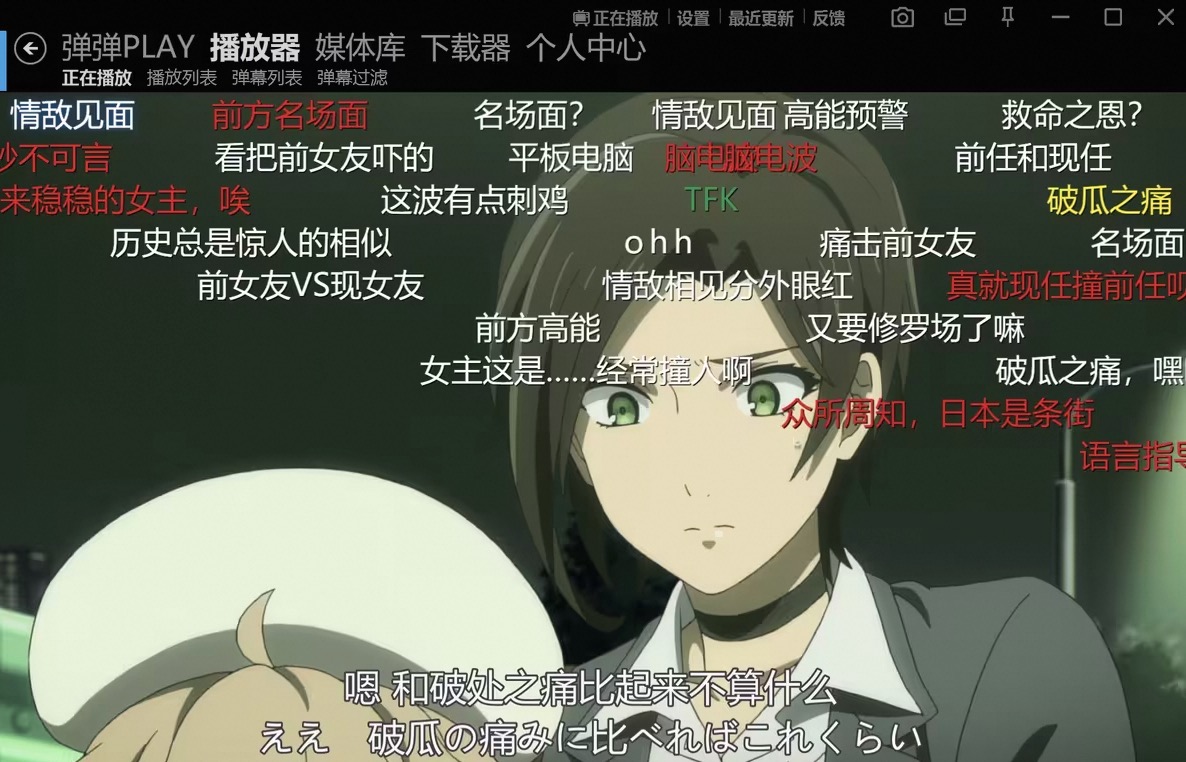 正在播放 设置 最近更新 反馈
弹弹PLAY 播放器 媒体库 下载器 个人中心
正在播放 播放列表 弹幕列表 弹幕过滤
情敌见面 前方名场面 名场面? 情敌见面 高能预警 救命之恩?
妙不可言 看把前女友吓的 平板电脑 脑电脑电波 前任和现任
来稳稳的女主，唉 这波有点刺鸡 TFK 破瓜之痛
历史总是惊人的相似 ohh 痛击前女友 名场面
前女友VS现女友 情敌相见分外眼红 真就现任撞前任呗
前方高能 又要修罗场了嘛
女主这是……经常撞人啊 破瓜之痛，嘿
众所周知，日本是条街
语言指导
嗯 和破处之痛比起来不算什么
ええ 破瓜の痛みに比べればこれくらい